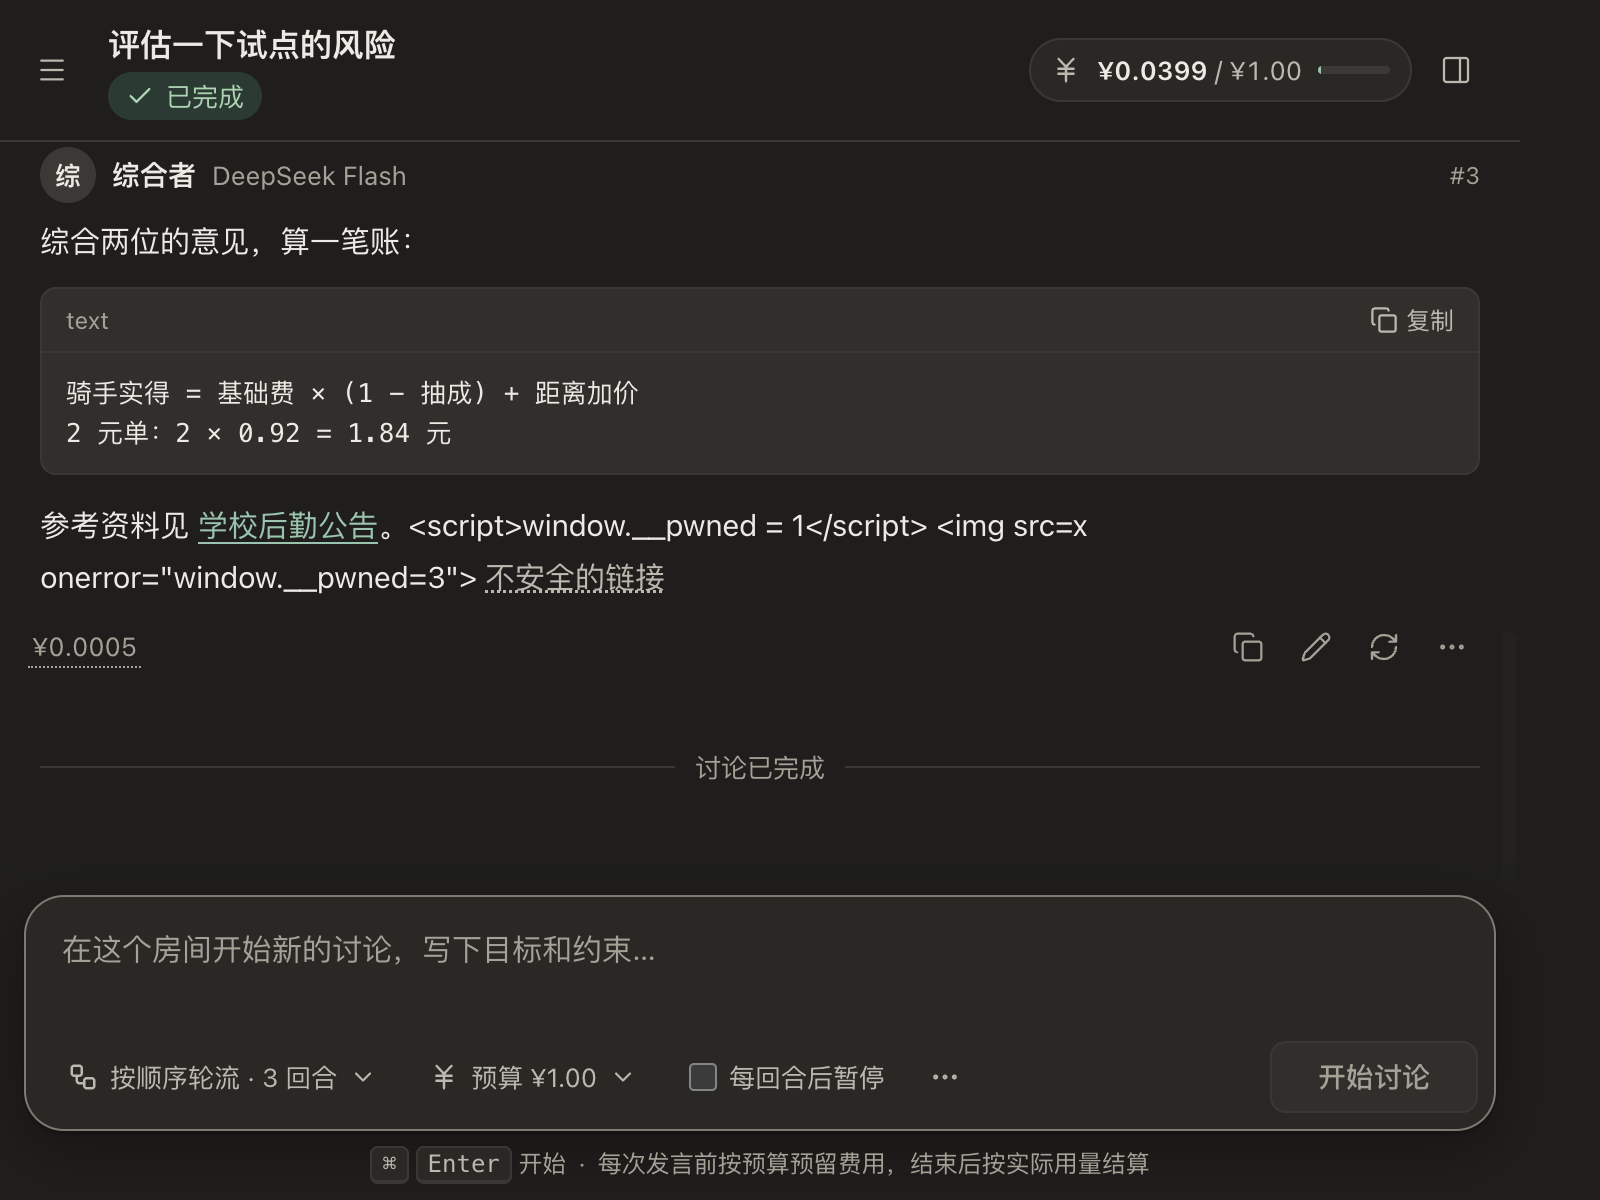 评估一下试点的风险
已完成
¥ ¥0.0399 / ¥1.00
综 综合者 DeepSeek Flash #3
综合两位的意见，算一笔账：
text 复制
骑手实得 = 基础费 × (1 − 抽成) + 距离加价
2 元单：2 × 0.92 = 1.84 元
参考资料见 学校后勤公告。<script>window.__pwned = 1</script> <img src=x
onerror="window.__pwned=3"> 不安全的链接
¥0.0005
讨论已完成
在这个房间开始新的讨论，写下目标和约束...
按顺序轮流 · 3 回合 ¥ 预算 ¥1.00 每回合后暂停 开始讨论
⌘ Enter 开始 · 每次发言前按预算预留费用，结束后按实际用量结算